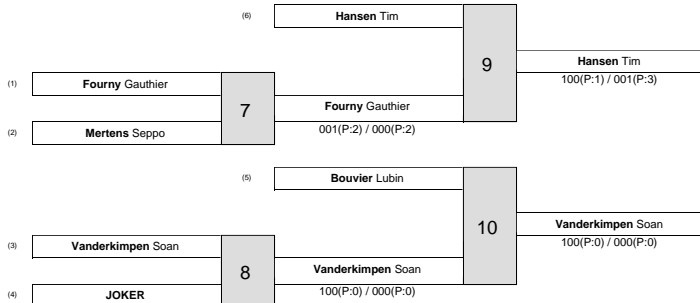 (6) Hansen Tim
9
Hansen Tim
100(P:1) / 001(P:3)
(1) Fourny Gauthier
7
Fourny Gauthier
001(P:2) / 000(P:2)
(2) Mertens Seppo
(5) Bouvier Lubin
10
Vanderkimpen Soan
100(P:0) / 000(P:0)
(3) Vanderkimpen Soan
8
Vanderkimpen Soan
100(P:0) / 000(P:0)
(4) JOKER